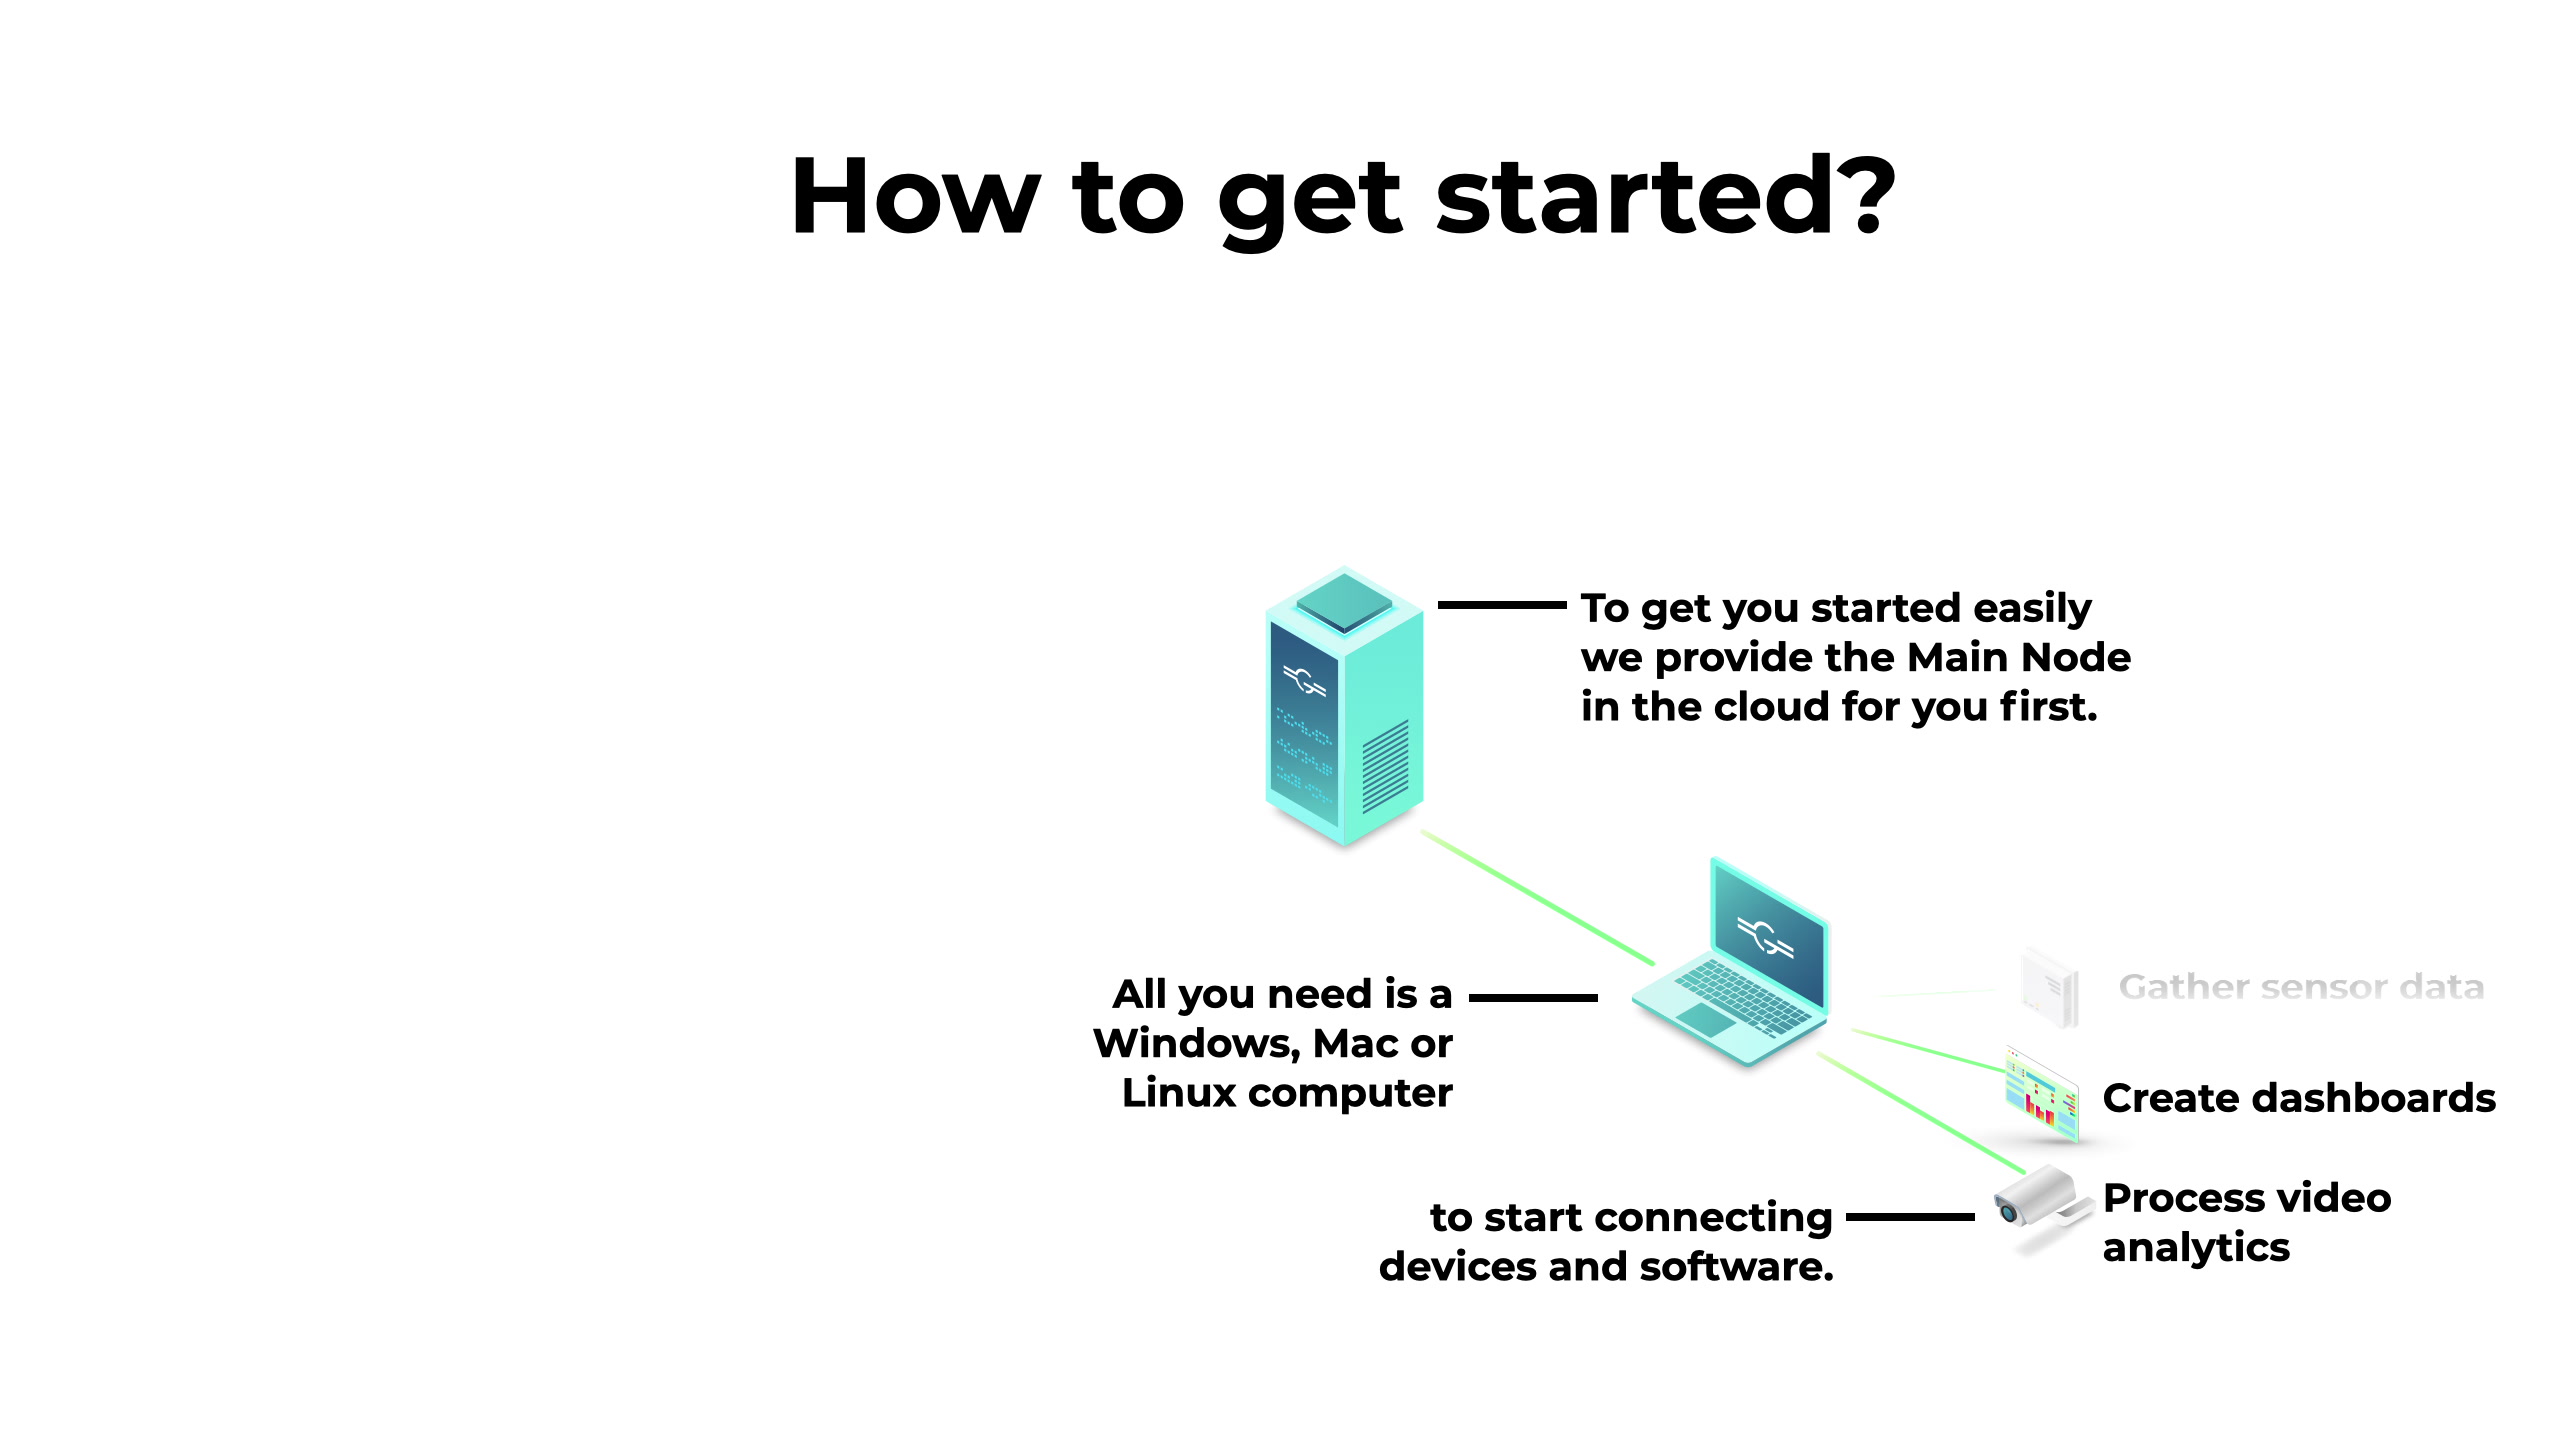 How to get started?
To get you started easily
we provide the Main Node
in the cloud for you first.
All you need is a
Windows, Mac or
Linux computer
Gather sensor data
Create dashboards
Process video
analytics
to start connecting
devices and software.